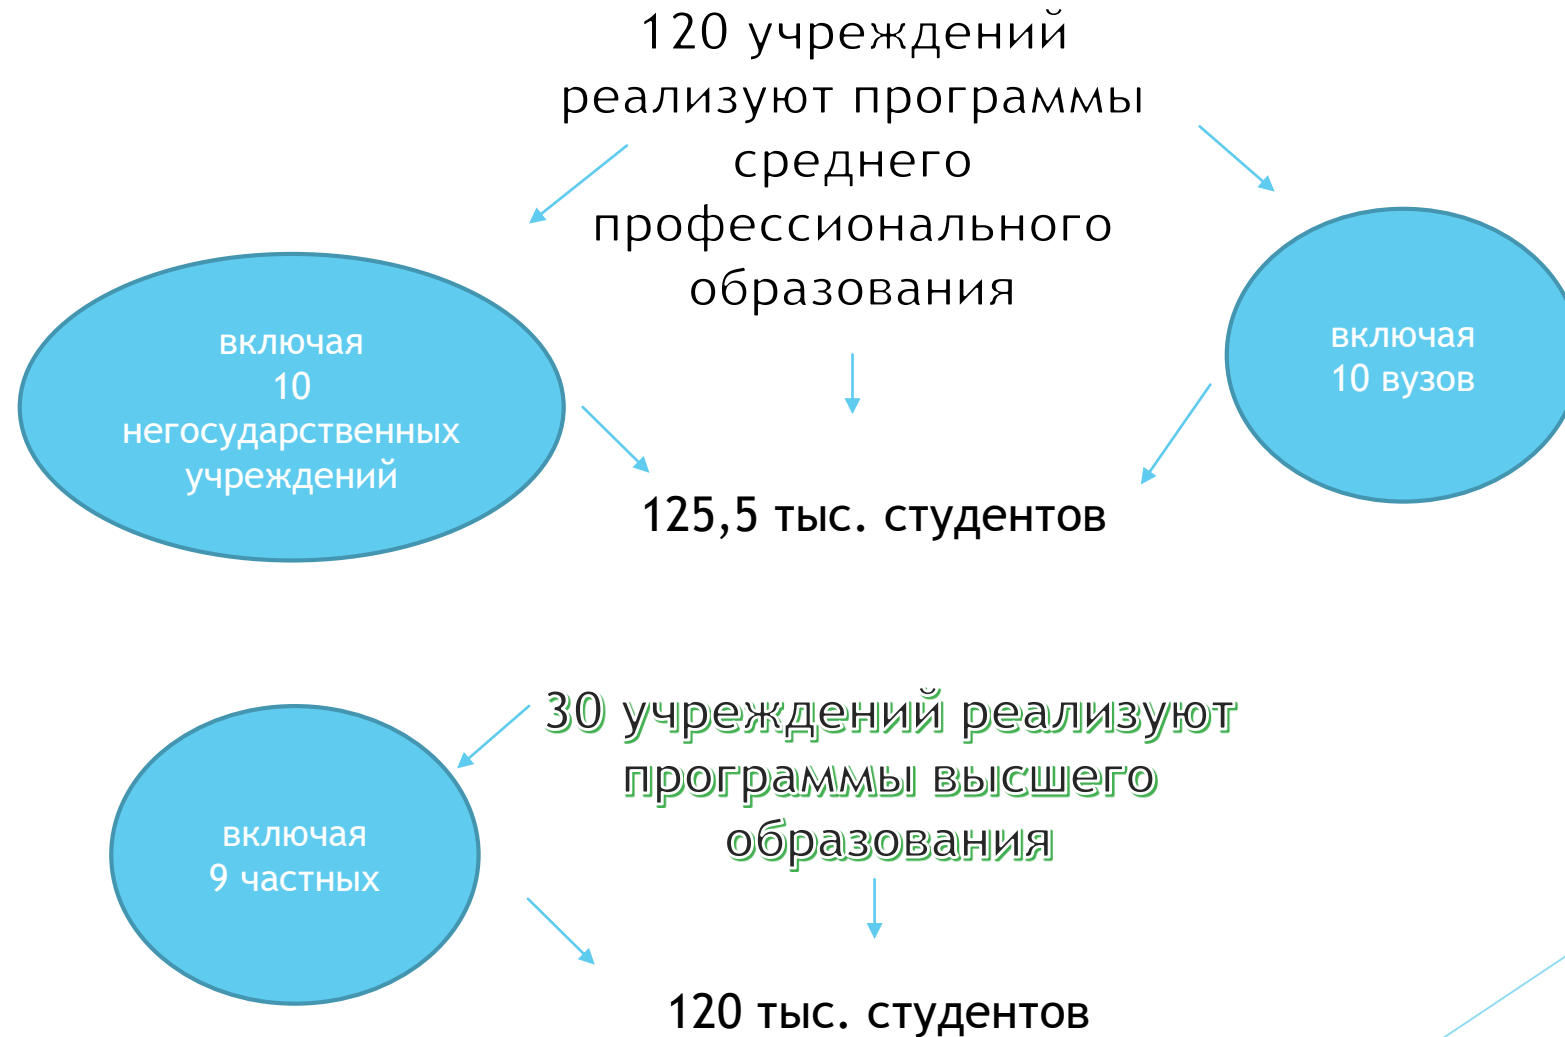 120 учреждений
реализуют программы
среднего
профессионального
образования
включая
10
негосударственных
учреждений
включая
10 вузов
125,5 тыс. студентов
30 учреждений реализуют
программы высшего
образования
включая
9 частных
120 тыс. студентов